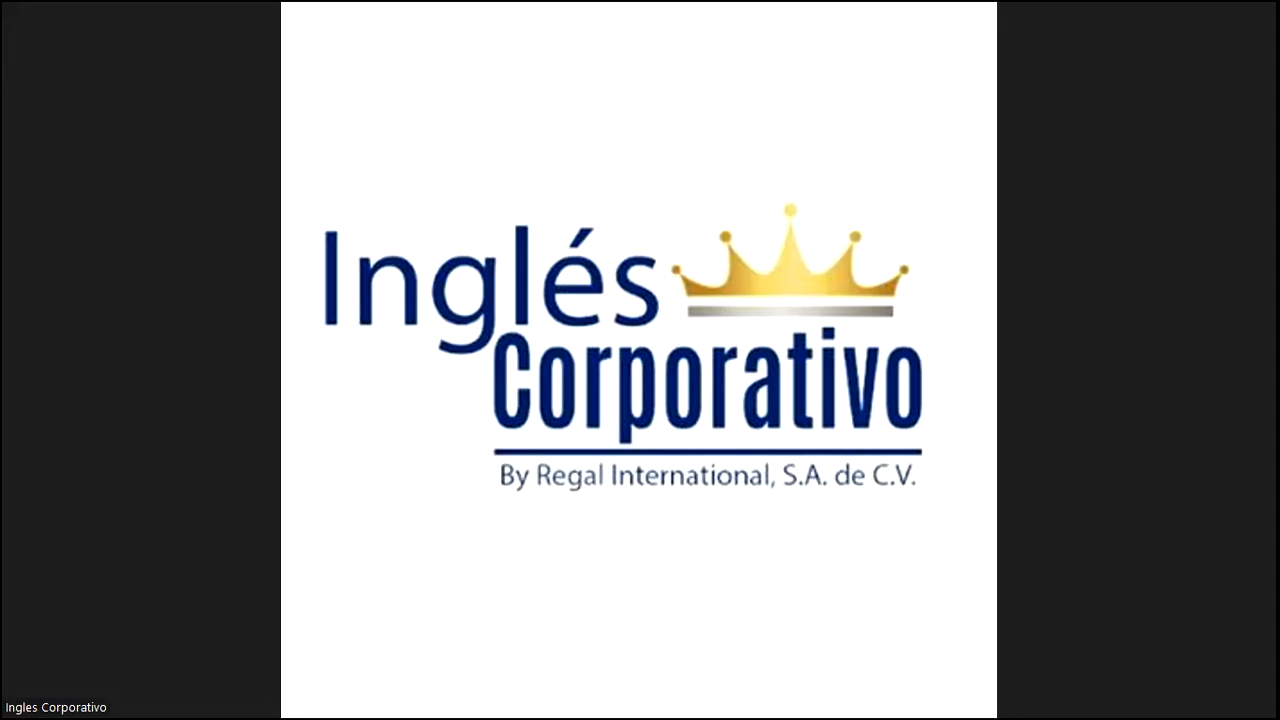 Inglés
Corporativo
By Regal International, S.A. de C.V.
Ingles Corporativo